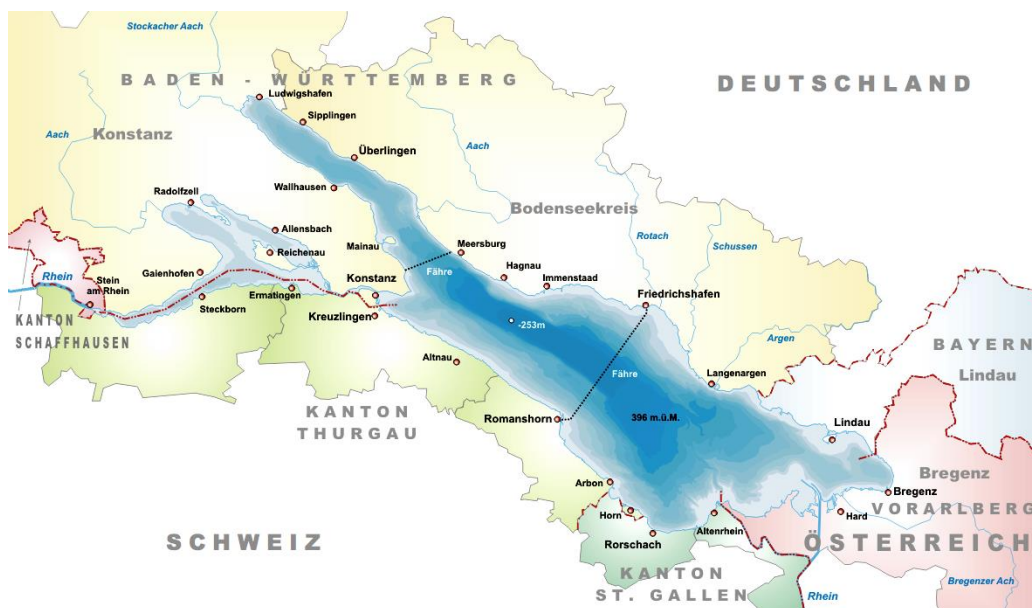 Stockacher Aach
BADEN - WÜRTTEMBERG
DEUTSCHLAND
Ludwigshafen
Sipplingen
Aach
Konstanz
Aach
Überlingen
Wallhausen
Radolfzell
Bodenseekreis
Allensbach
Mainau
Meersburg
Rotach
Schussen
Reichenau
Rhein
Gaienhofen
Konstanz
Fähre
Hagnau
Immenstaad
Stein
am Rhein
Ermatingen
Steckborn
Friedrichshafen
KANTON
SCHAFFHAUSEN
Kreuzlingen
-253m
Argen
BAYERN
Lindau
Altnau
Fähre
Langenargen
KANTON
THURGAU
Romanshorn
396 m.ü.M.
Lindau
Bregenz
Arbon
Bregenz
VORARLBERG
Horn
Altenrhein
Hard
SCHWEIZ
Rorschach
ÖSTERREICH
KANTON
ST. GALLEN
Rhein
Bregenzer Ach